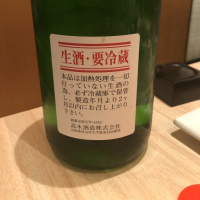 生酒・要冷蔵
本品は加熱処理を一切
行っていない生酒の
為、必ず冷蔵庫で保管
し、製造年月より2ヶ
月以内にお召し上がり
下さい。
高木酒造株式会社